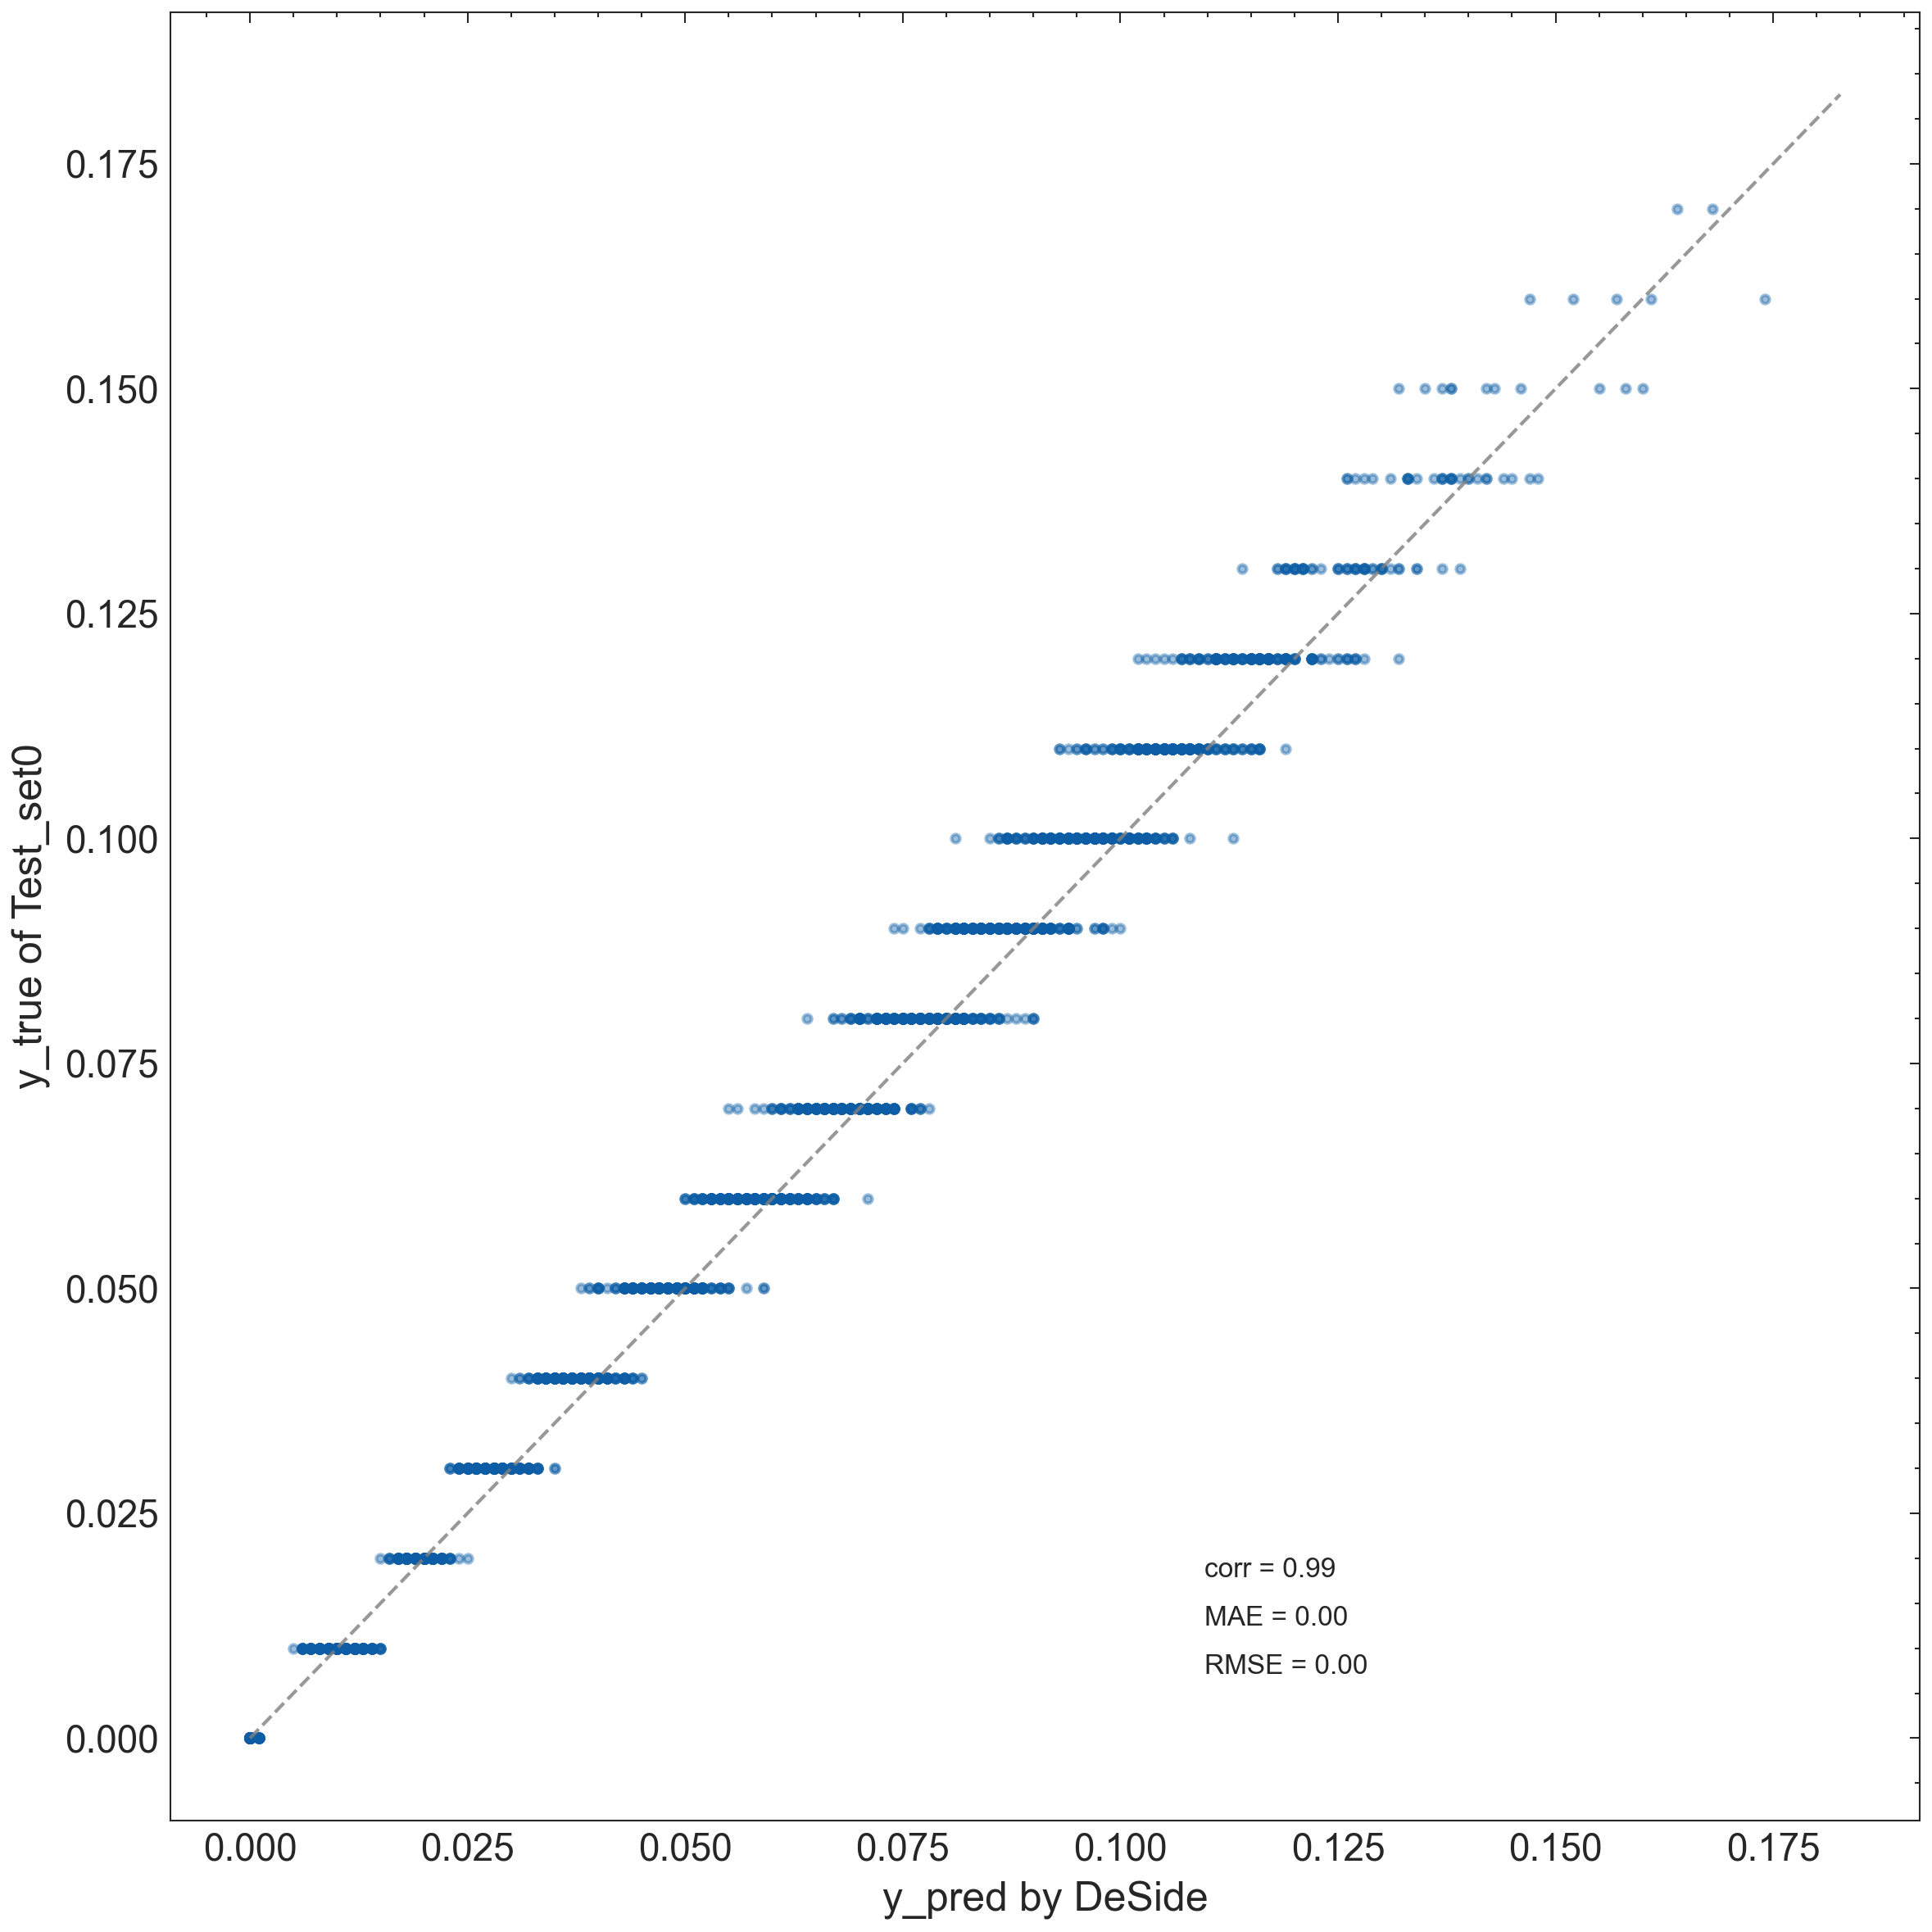 0.175
0.150
0.125
0.100
0.075
0.050
0.025
0.000
y_true of Test_set0
corr = 0.99
MAE = 0.00
RMSE = 0.00
0.000 0.025 0.050 0.075 0.100 0.125 0.150 0.175
y_pred by DeSide